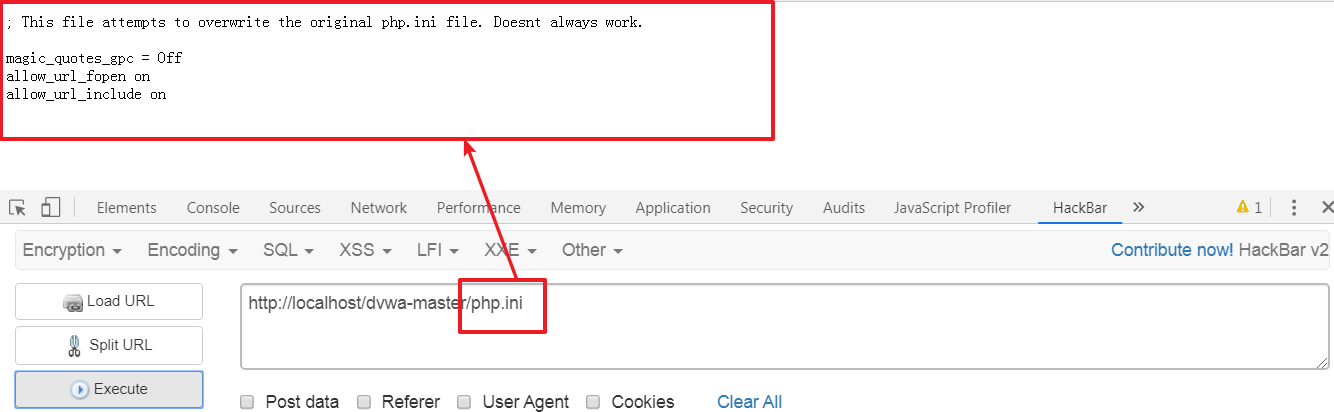 ; This file attempts to overwrite the original php.ini file. Doesnt always work.
magic_quotes_gpc = Off
allow_url_fopen on
allow_url_include on
Elements Console Sources Network Performance Memory Application Security Audits JavaScript Profiler HackBar 1
Encryption Encoding SQL XSS LFI XXE Other Contribute now! HackBar v2
Load URL
http://localhost/dvwa-master/php.ini
Split URL
Execute
Post data Referer User Agent Cookies Clear All